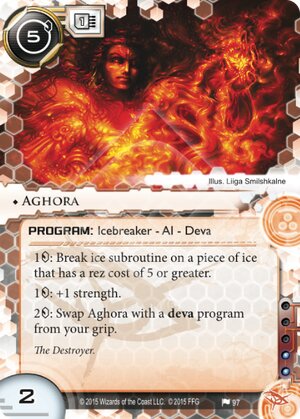 5
1
Illus. Liiga Smilshkalne
◆ Aghora
PROGRAM: Icebreaker - AI - Deva
1: Break ice subroutine on a piece of ice
that has a rez cost of 5 or greater.
1: +1 strength.
2: Swap Aghora with a deva program
from your grip.
The Destroyer.
2
© 2015 Wizards of the Coast LLC. © 2015 FFG
97